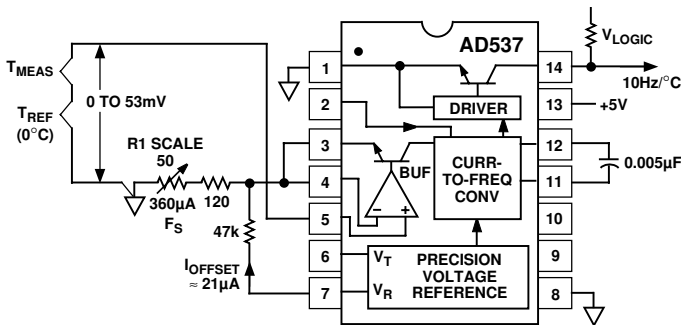 AD537
T_MEAS
T_REF
(0°C)
0 TO 53mV
R1 SCALE
50
360µA
F_S
120
47k
I_OFFSET
≈ 21µA
1
2
3
4
5
6
7
DRIVER
BUF
CURR-
TO-FREQ
CONV
− +
V_T
V_R
PRECISION
VOLTAGE
REFERENCE
14
13
12
11
10
9
8
V_LOGIC
10Hz/°C
+5V
0.005µF